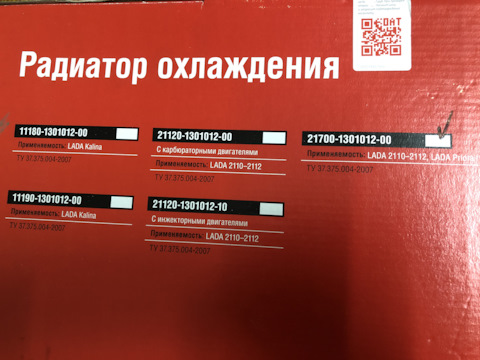 ОАТ
Радиатор охлаждения
11180-1301012-00
Применяемость: LADA Kalina
ТУ 37.375.004-2007
11190-1301012-00
Применяемость: LADA Kalina
ТУ 37.375.004-2007
21120-1301012-00
С карбюраторными двигателями
Применяемость: LADA 2110–2112
ТУ 37.375.004-2007
21120-1301012-10
С инжекторными двигателями
Применяемость: LADA 2110–2112
ТУ 37.375.004-2007
21700-1301012-00
Применяемость: LADA 2110–2112, LADA Priora
ТУ 37.375.004-2007